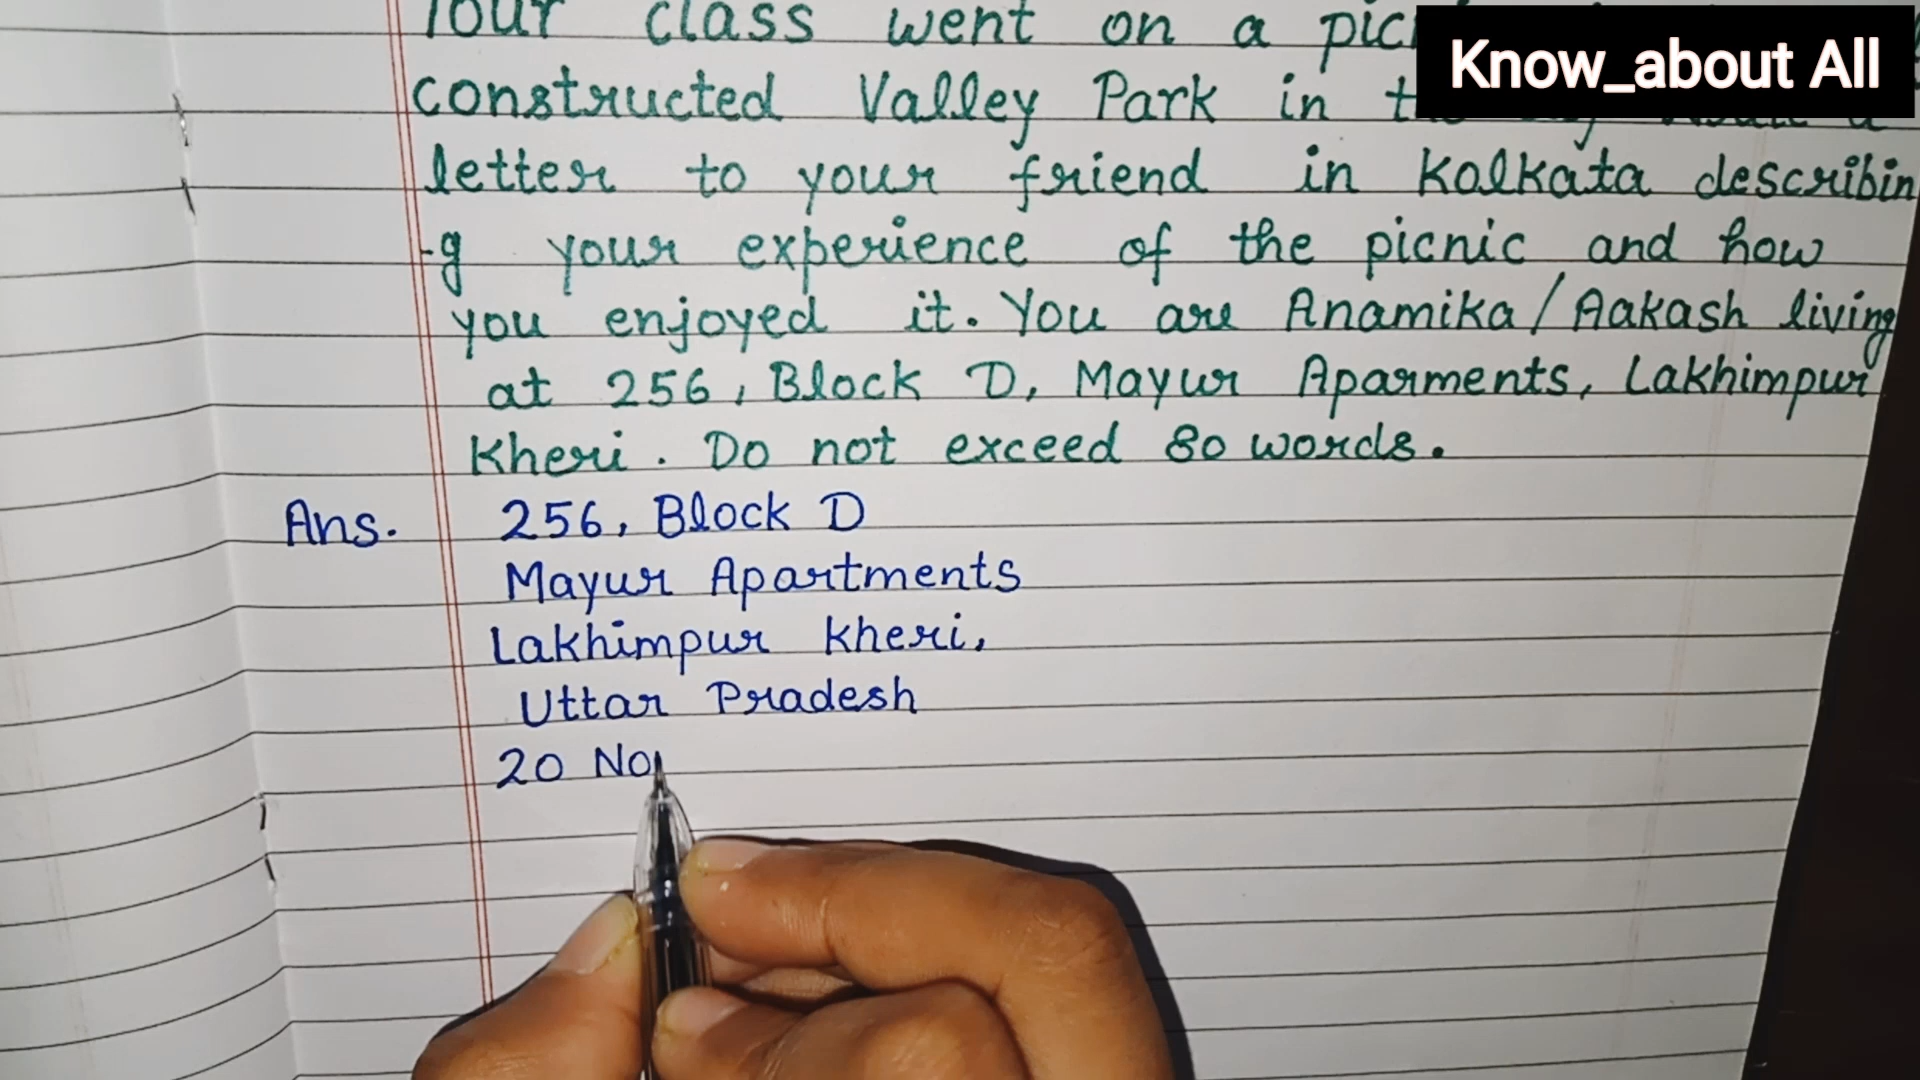 Your class went on a
Know_about All
constructed Valley Park in
letter to your friend in Kolkata describin
-g your experience of the picnic and how
you enjoyed it. You are Anamika/Aakash living
at 256, Block D, Mayur Aparments, Lakhimpur
Kheri. Do not exceed 80 words.
Ans. 256, Block D
Mayur Apartments
Lakhimpur Kheri,
Uttar Pradesh
20 No